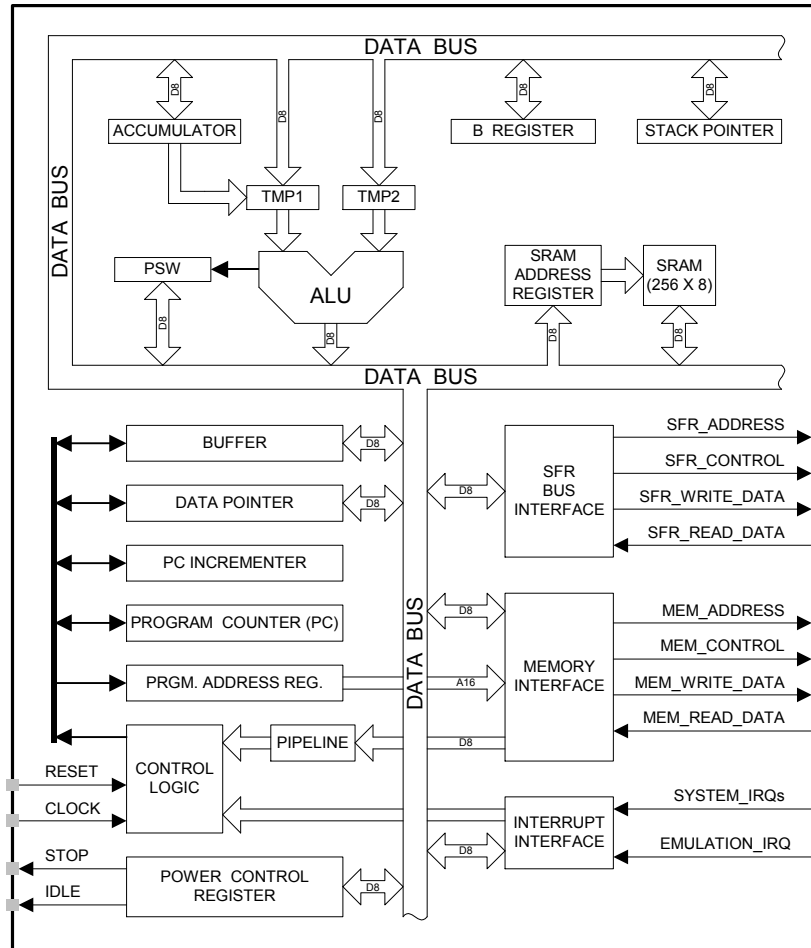 DATA BUS
D8
D8
D8
D8
D8
ACCUMULATOR
B REGISTER
STACK POINTER
DATA BUS
TMP1
TMP2
PSW
ALU
SRAM
ADDRESS
REGISTER
SRAM
(256 X 8)
D8
D8
D8
D8
DATA BUS
BUFFER
D8
SFR_ADDRESS
SFR_CONTROL
DATA POINTER
D8
D8
SFR
BUS
INTERFACE
SFR_WRITE_DATA
SFR_READ_DATA
PC INCREMENTER
DATA BUS
D8
PROGRAM COUNTER (PC)
MEM_ADDRESS
MEM_CONTROL
PRGM. ADDRESS REG.
A16
MEMORY
INTERFACE
MEM_WRITE_DATA
MEM_READ_DATA
CONTROL
LOGIC
PIPELINE
D8
RESET
CLOCK
SYSTEM_IRQs
INTERRUPT
INTERFACE
D8
EMULATION_IRQ
STOP
IDLE
POWER CONTROL
REGISTER
D8